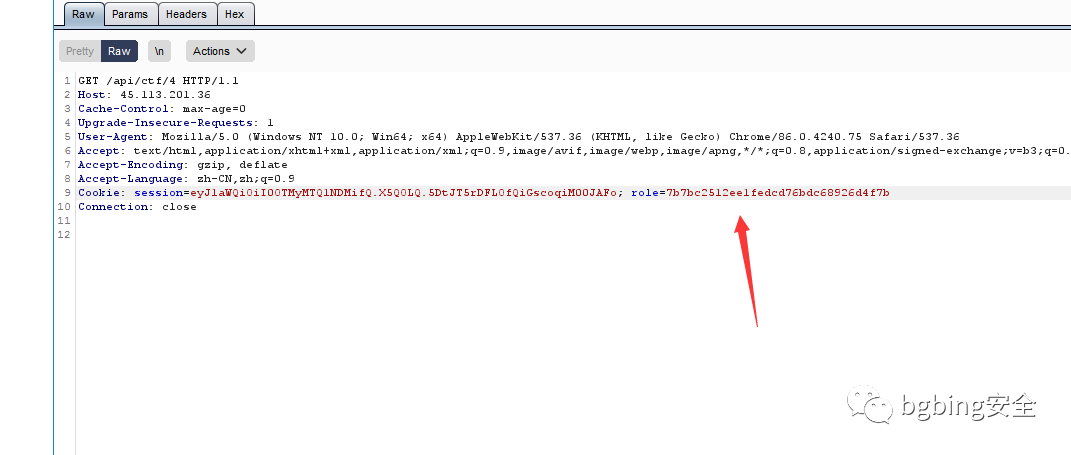 Raw Params Headers Hex
Pretty Raw \n Actions
1 GET /api/ctf/4 HTTP/1.1
2 Host: 45.113.201.36
3 Cache-Control: max-age=0
4 Upgrade-Insecure-Requests: 1
5 User-Agent: Mozilla/5.0 (Windows NT 10.0; Win64; x64) AppleWebKit/537.36 (KHTML, like Gecko) Chrome/86.0.4240.75 Safari/537.36
6 Accept: text/html,application/xhtml+xml,application/xml;q=0.9,image/avif,image/webp,image/apng,*/*;q=0.8,application/signed-exchange;v=b3;q=0.
7 Accept-Encoding: gzip, deflate
8 Accept-Language: zh-CN,zh;q=0.9
9 Cookie: session=eyJ1aWQiOiI0OTMyMTQ1NDMifQ.X5Q0LQ.5DtJT5rDFL0fQiGscoqiM00JAFo; role=7b7bc2512ee1fedcd76bdc68926d4f7b
10 Connection: close
11
12
bgbing安全